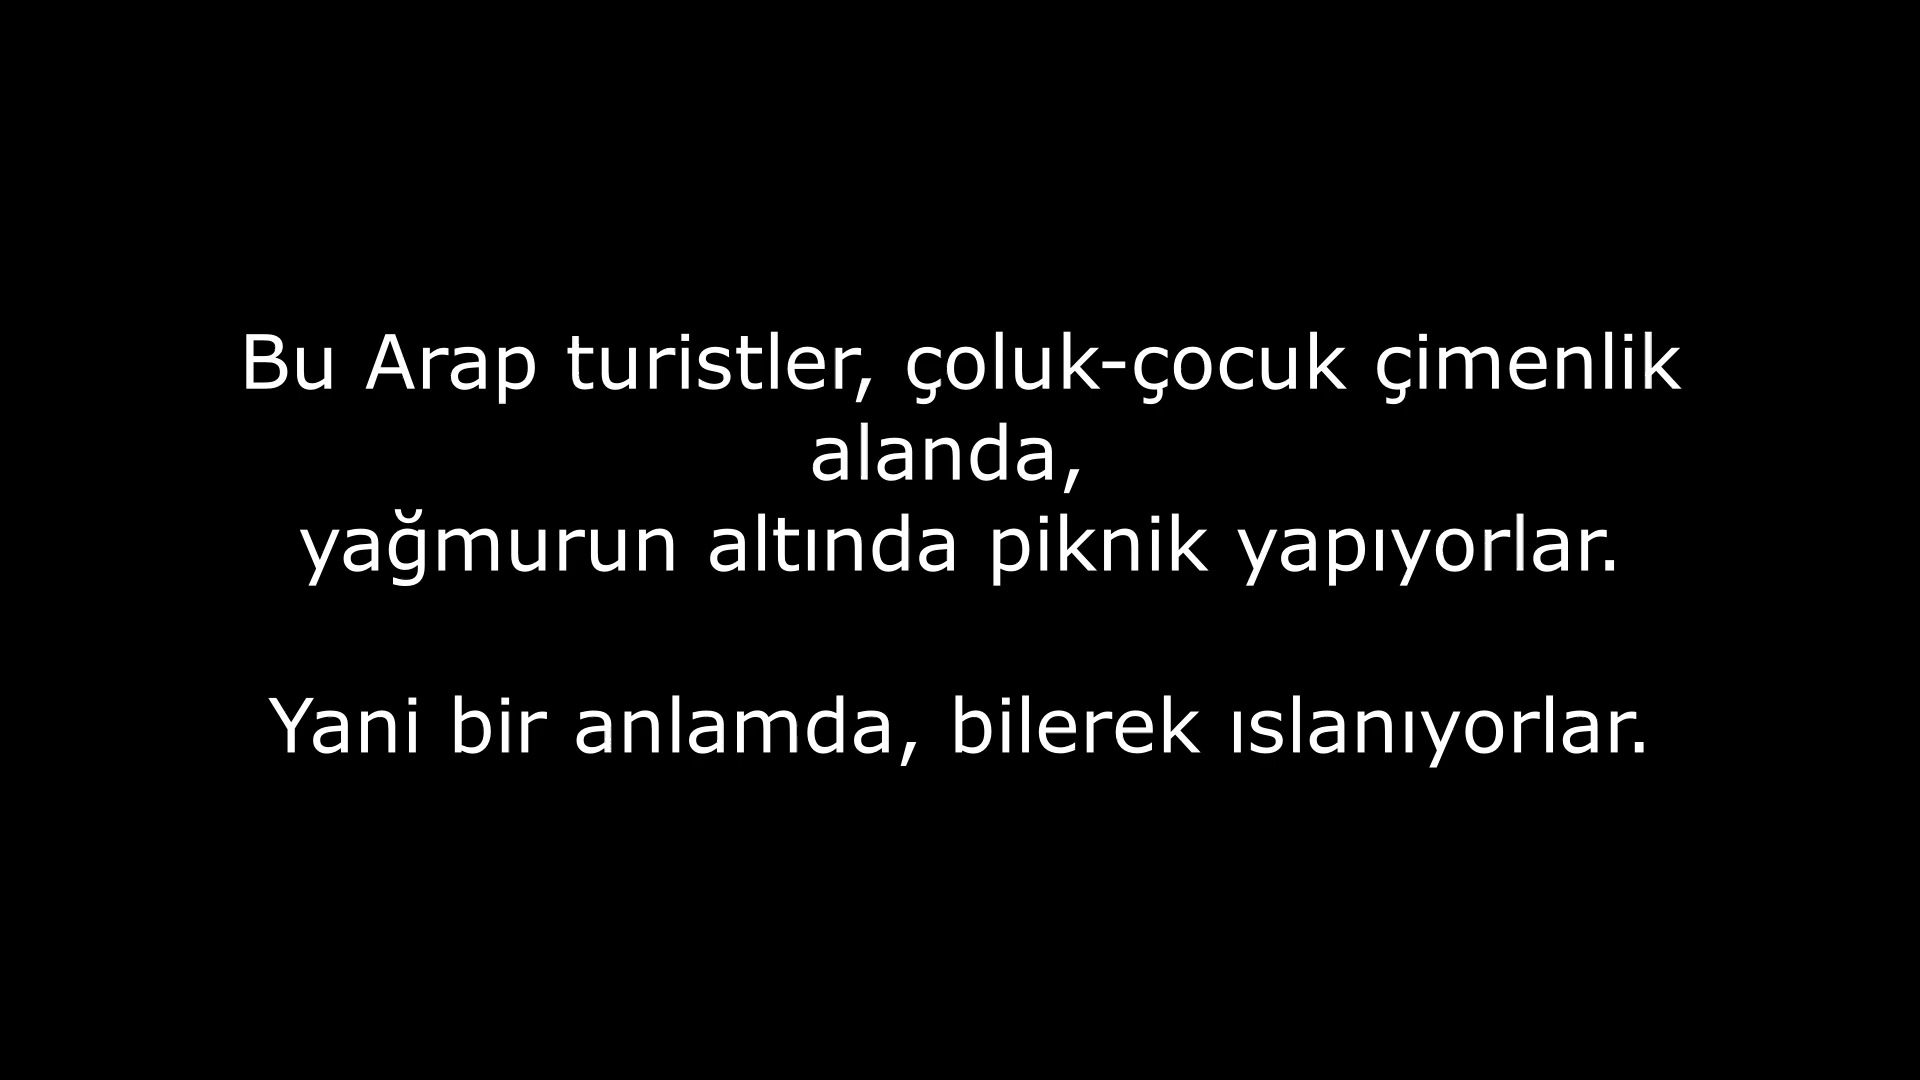 Bu Arap turistler, çoluk-çocuk çimenlik
alanda,
yağmurun altında piknik yapıyorlar.
Yani bir anlamda, bilerek ıslanıyorlar.